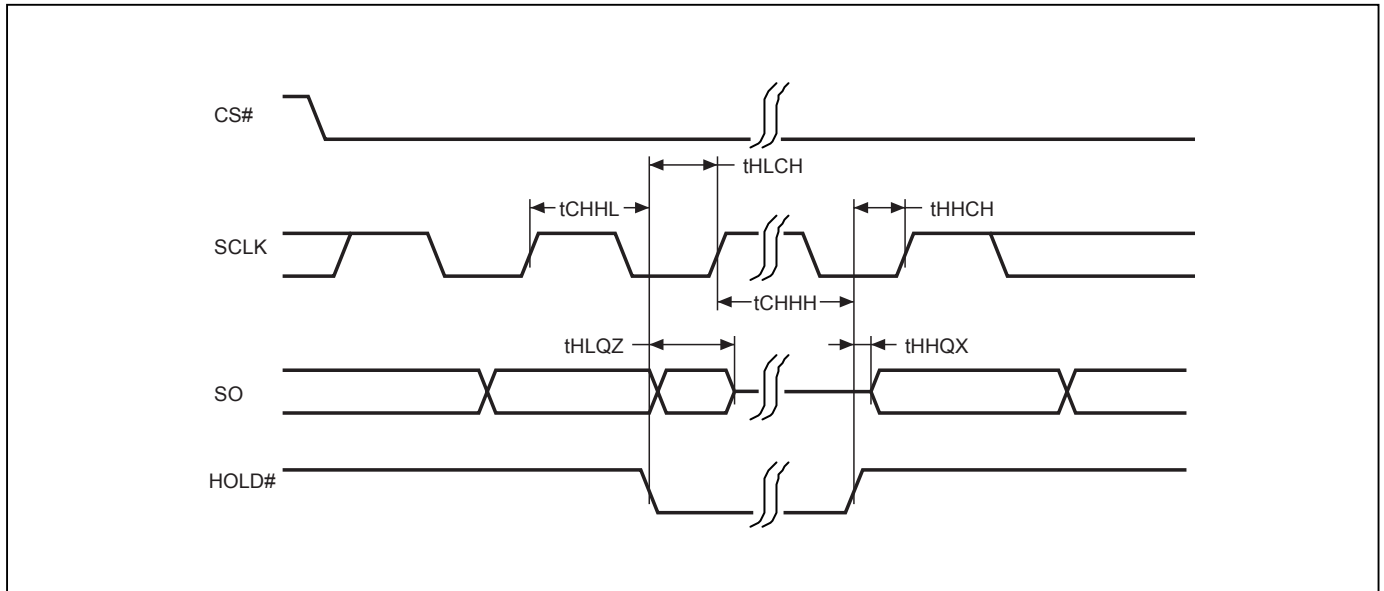 CS#
tHLCH
tCHHL
tHHCH
SCLK
tCHHH
tHLQZ
tHHQX
SO
HOLD#